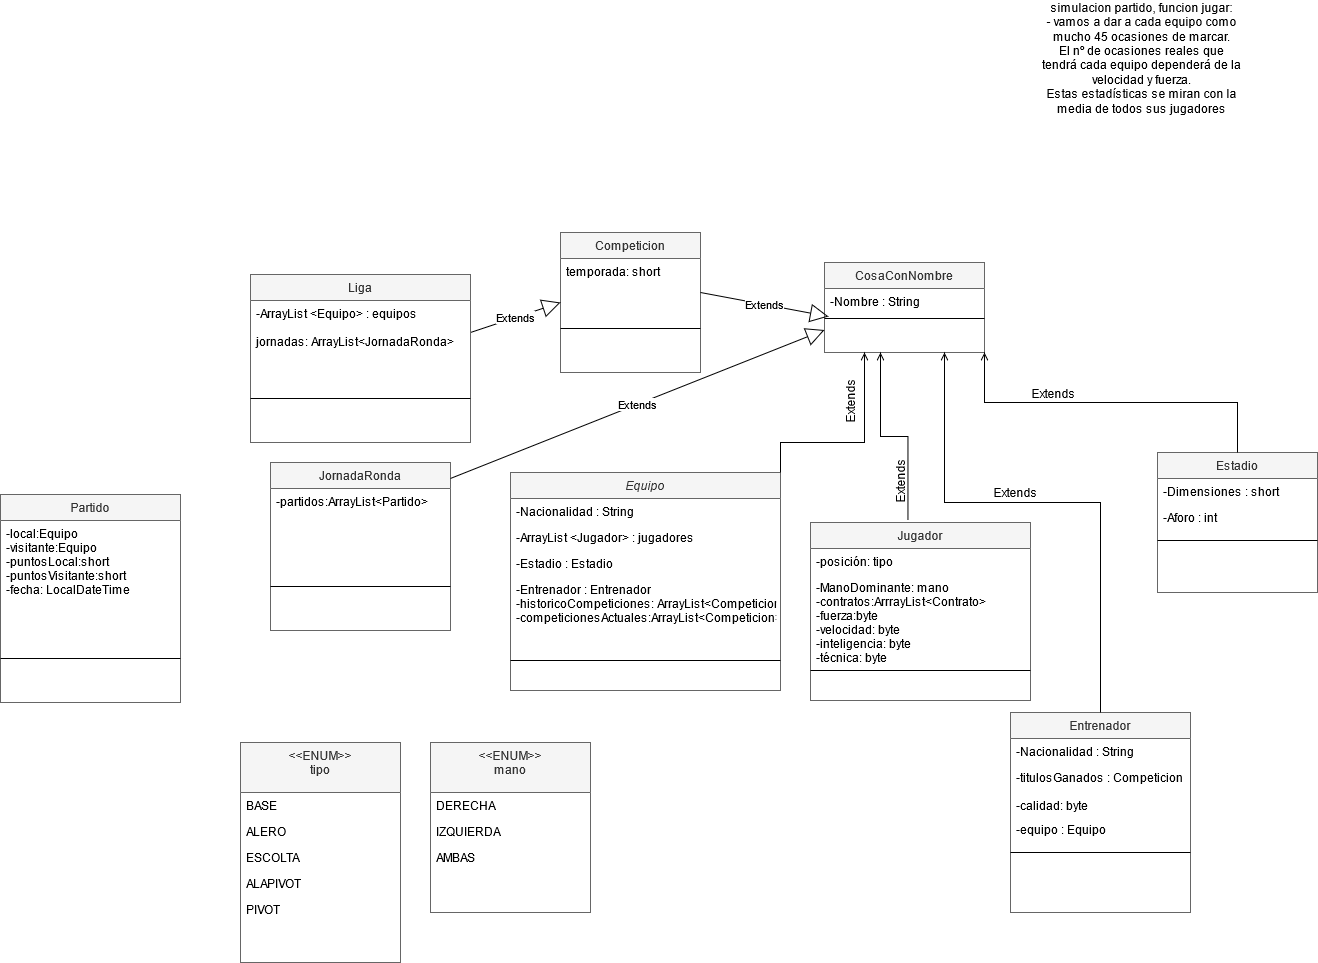 simulacion partido, funcion jugar:
- vamos a dar a cada equipo como
mucho 45 ocasiones de marcar.
El nº de ocasiones reales que
tendrá cada equipo dependerá de la
velocidad y fuerza.
Estas estadísticas se miran con la
media de todos sus jugadores
Competicion
temporada: short
CosaConNombre
-Nombre : String
Liga
-ArrayList <Equipo> : equipos
jornadas: ArrayList<JornadaRonda>
Extends
Extends
Extends
Extends
Extends
Extends
Extends
JornadaRonda
-partidos:ArrayList<Partido>
Partido
-local:Equipo
-visitante:Equipo
-puntosLocal:short
-puntosVisitante:short
-fecha: LocalDateTime
Equipo
-Nacionalidad : String
-ArrayList <Jugador> : jugadores
-Estadio : Estadio
-Entrenador : Entrenador
-historicoCompeticiones: ArrayList<Competicion
-competicionesActuales:ArrayList<Competicion>
Jugador
-posición: tipo
-ManoDominante: mano
-contratos:ArrrayList<Contrato>
-fuerza:byte
-velocidad: byte
-inteligencia: byte
-técnica: byte
Estadio
-Dimensiones : short
-Aforo : int
Entrenador
-Nacionalidad : String
-titulosGanados : Competicion
-calidad: byte
-equipo : Equipo
<<ENUM>>
tipo
BASE
ALERO
ESCOLTA
ALAPIVOT
PIVOT
<<ENUM>>
mano
DERECHA
IZQUIERDA
AMBAS